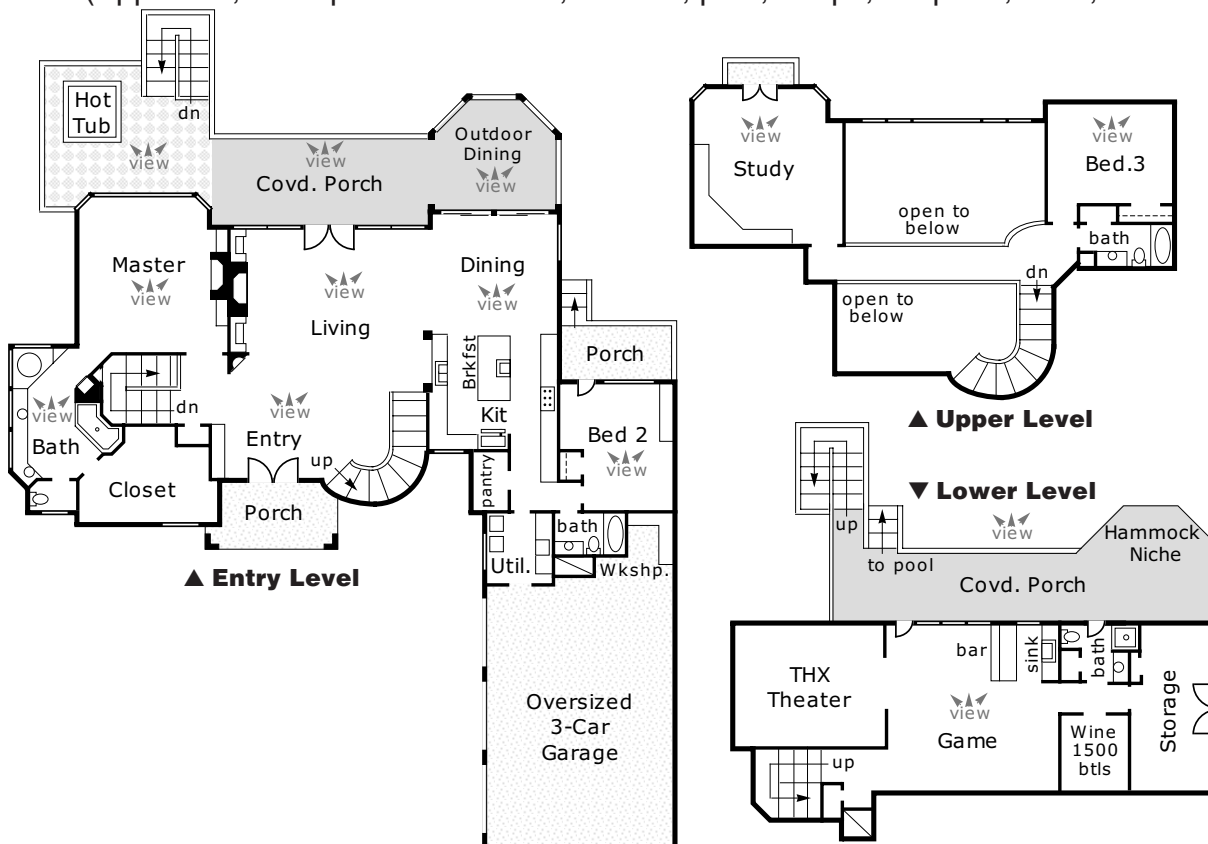 Hot
Tub
dn
view
view
Covd. Porch
Outdoor
Dining
view
Master
view
view
Living
Dining
view
Porch
Brkfst
Kit
dn
view
Bath
view
Entry
up
Closet
Porch
pantry
Bed 2
view
bath
Util.
Wkshp.
▲ Entry Level
Oversized
3-Car
Garage
view
Study
open to
below
view
Bed.3
bath
dn
open to
below
▲ Upper Level
▼ Lower Level
up
view
Hammock
Niche
to pool
Covd. Porch
THX
Theater
bar
sink
bath
view
Game
Storage
Wine
1500
btls
up